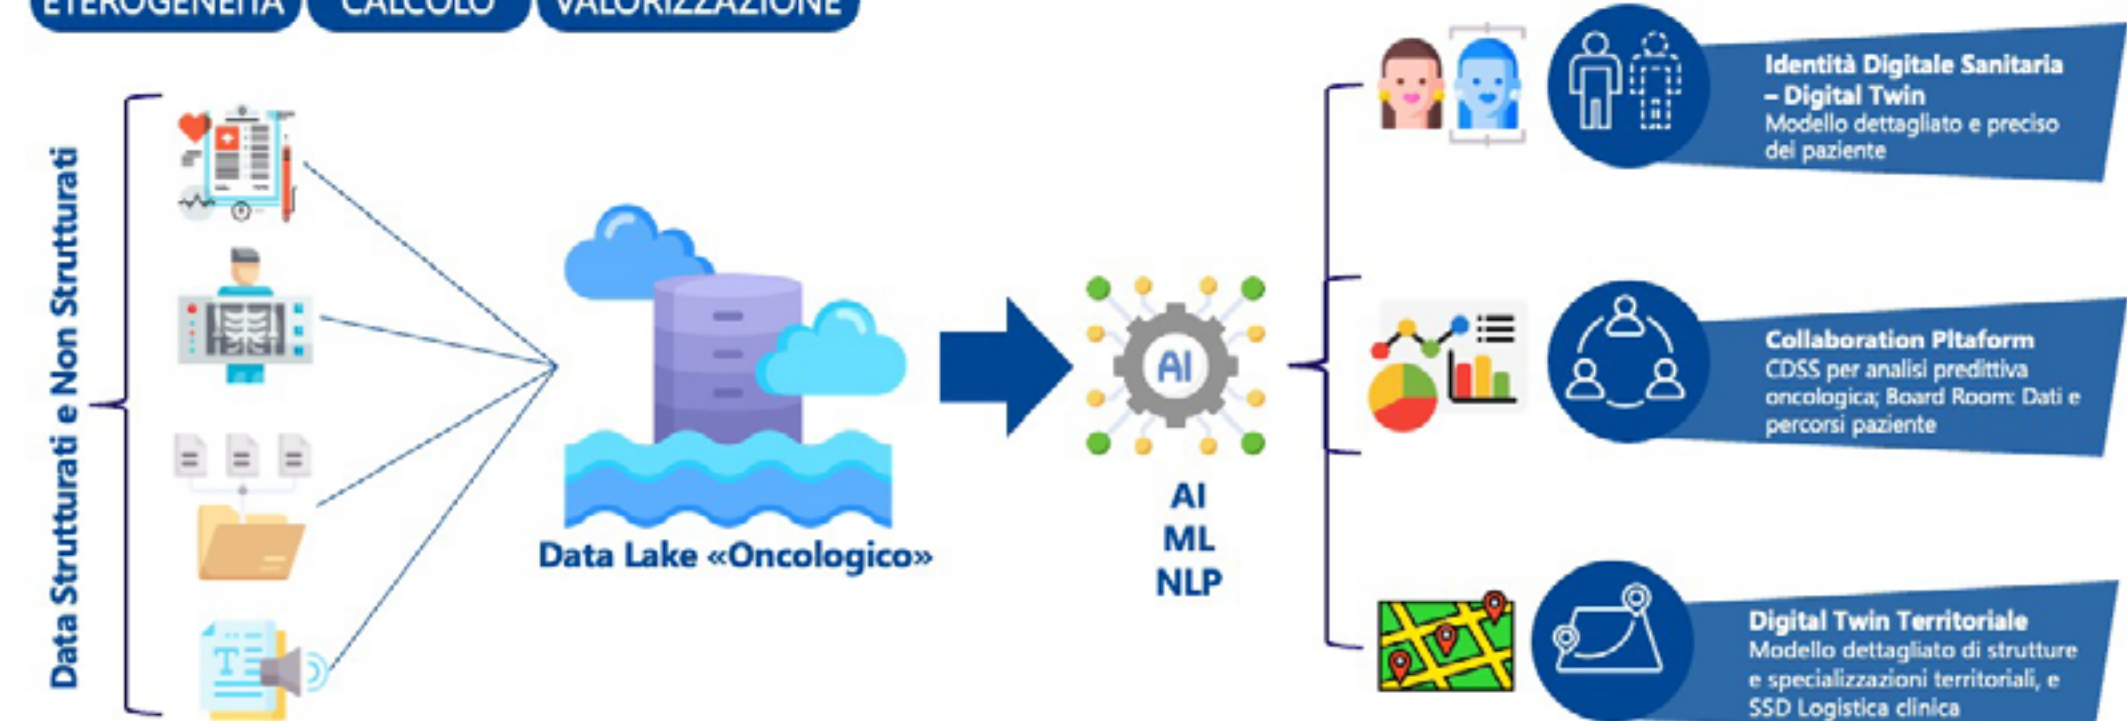 ETEROGENEITÀ CALCOLO VALORIZZAZIONE
Data Strutturati e Non Strutturati
T
Data Lake «Oncologico»
AI
AI
ML
NLP
Identità Digitale Sanitaria
– Digital Twin
Modello dettagliato e preciso
del paziente
Collaboration Pltaform
CDSS per analisi predittiva
oncologica; Board Room: Dati e
percorsi paziente
Digital Twin Territoriale
Modello dettagliato di strutture
e specializzazioni territoriali, e
SSD Logistica clinica